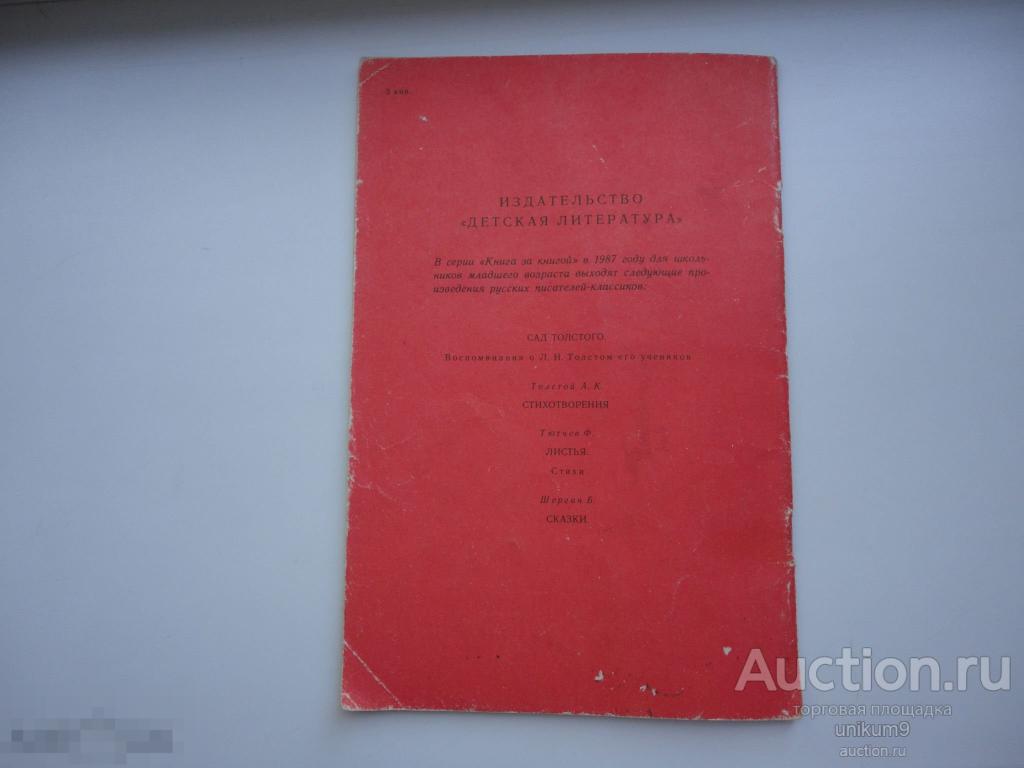 5 коп.
ИЗДАТЕЛЬСТВО
«ДЕТСКАЯ ЛИТЕРАТУРА»
В серии «Книга за книгой» в 1987 году для школь-
ников младшего возраста выходят следующие про-
изведения русских писателей-классиков:
САД ТОЛСТОГО.
Воспоминания о Л. Н. Толстом его учеников
Толстой А. К.
СТИХОТВОРЕНИЯ
Тютчев Ф.
ЛИСТЬЯ.
Стихи
Шергин Б.
СКАЗКИ
Auction.ru
торговая площадка
unikum9
auction.ru